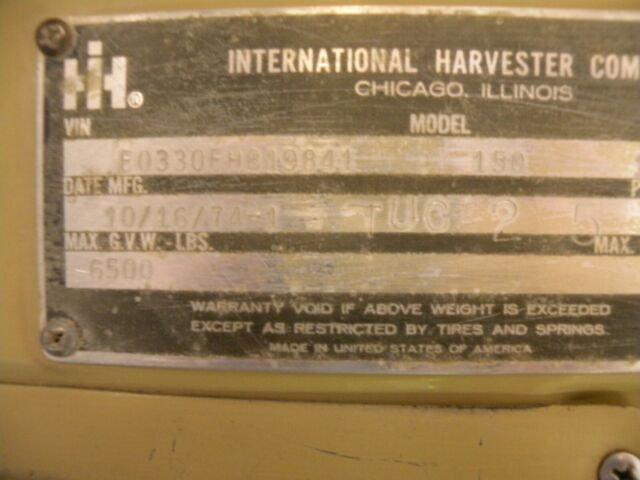 IH®
INTERNATIONAL HARVESTER COM
CHICAGO, ILLINOIS
VIN MODEL
150
DATE MFG.
10/16/74-1 TUG 2 5
MAX. G.V.W.-LBS. MAX.
6500
WARRANTY VOID IF ABOVE WEIGHT IS EXCEEDED
EXCEPT AS RESTRICTED BY TIRES AND SPRINGS.
MADE IN UNITED STATES OF AMERICA